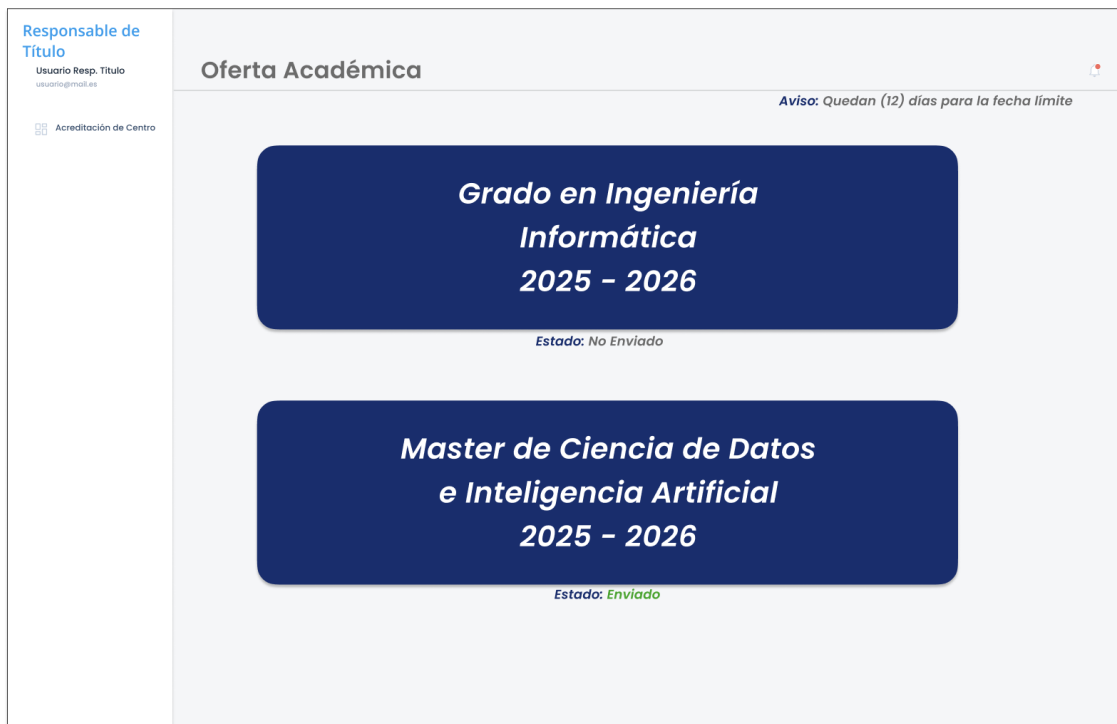 Responsable de
Título
Usuario Resp. Titulo
usuario@mail.es
Acreditación de Centro
Oferta Académica
Aviso: Quedan (12) días para la fecha límite
Grado en Ingeniería
Informática
2025 - 2026
Estado: No Enviado
Master de Ciencia de Datos
e Inteligencia Artificial
2025 - 2026
Estado: Enviado